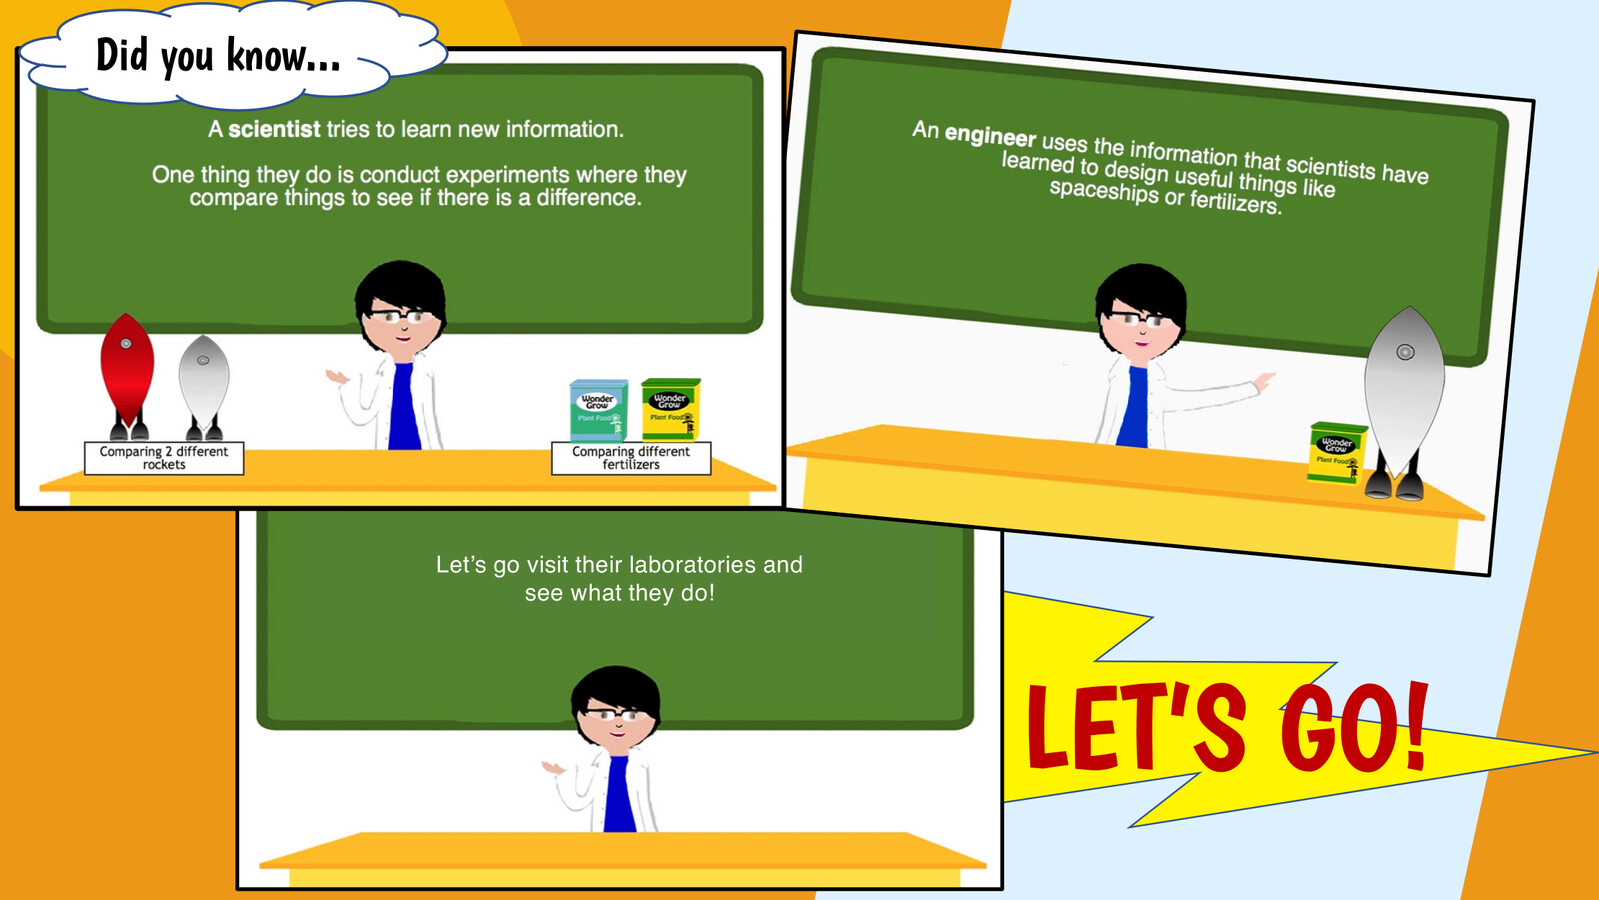 Did you know...
A scientist tries to learn new information.
One thing they do is conduct experiments where they
compare things to see if there is a difference.
Wonder
Grow
Plant Food
Wonder
Grow
Plant Food
Comparing 2 different
rockets
Comparing different
fertilizers
An engineer uses the information that scientists have
learned to design useful things like
spaceships or fertilizers.
Wonder
Grow
Plant Food
Let's go visit their laboratories and
see what they do!
LET'S GO!